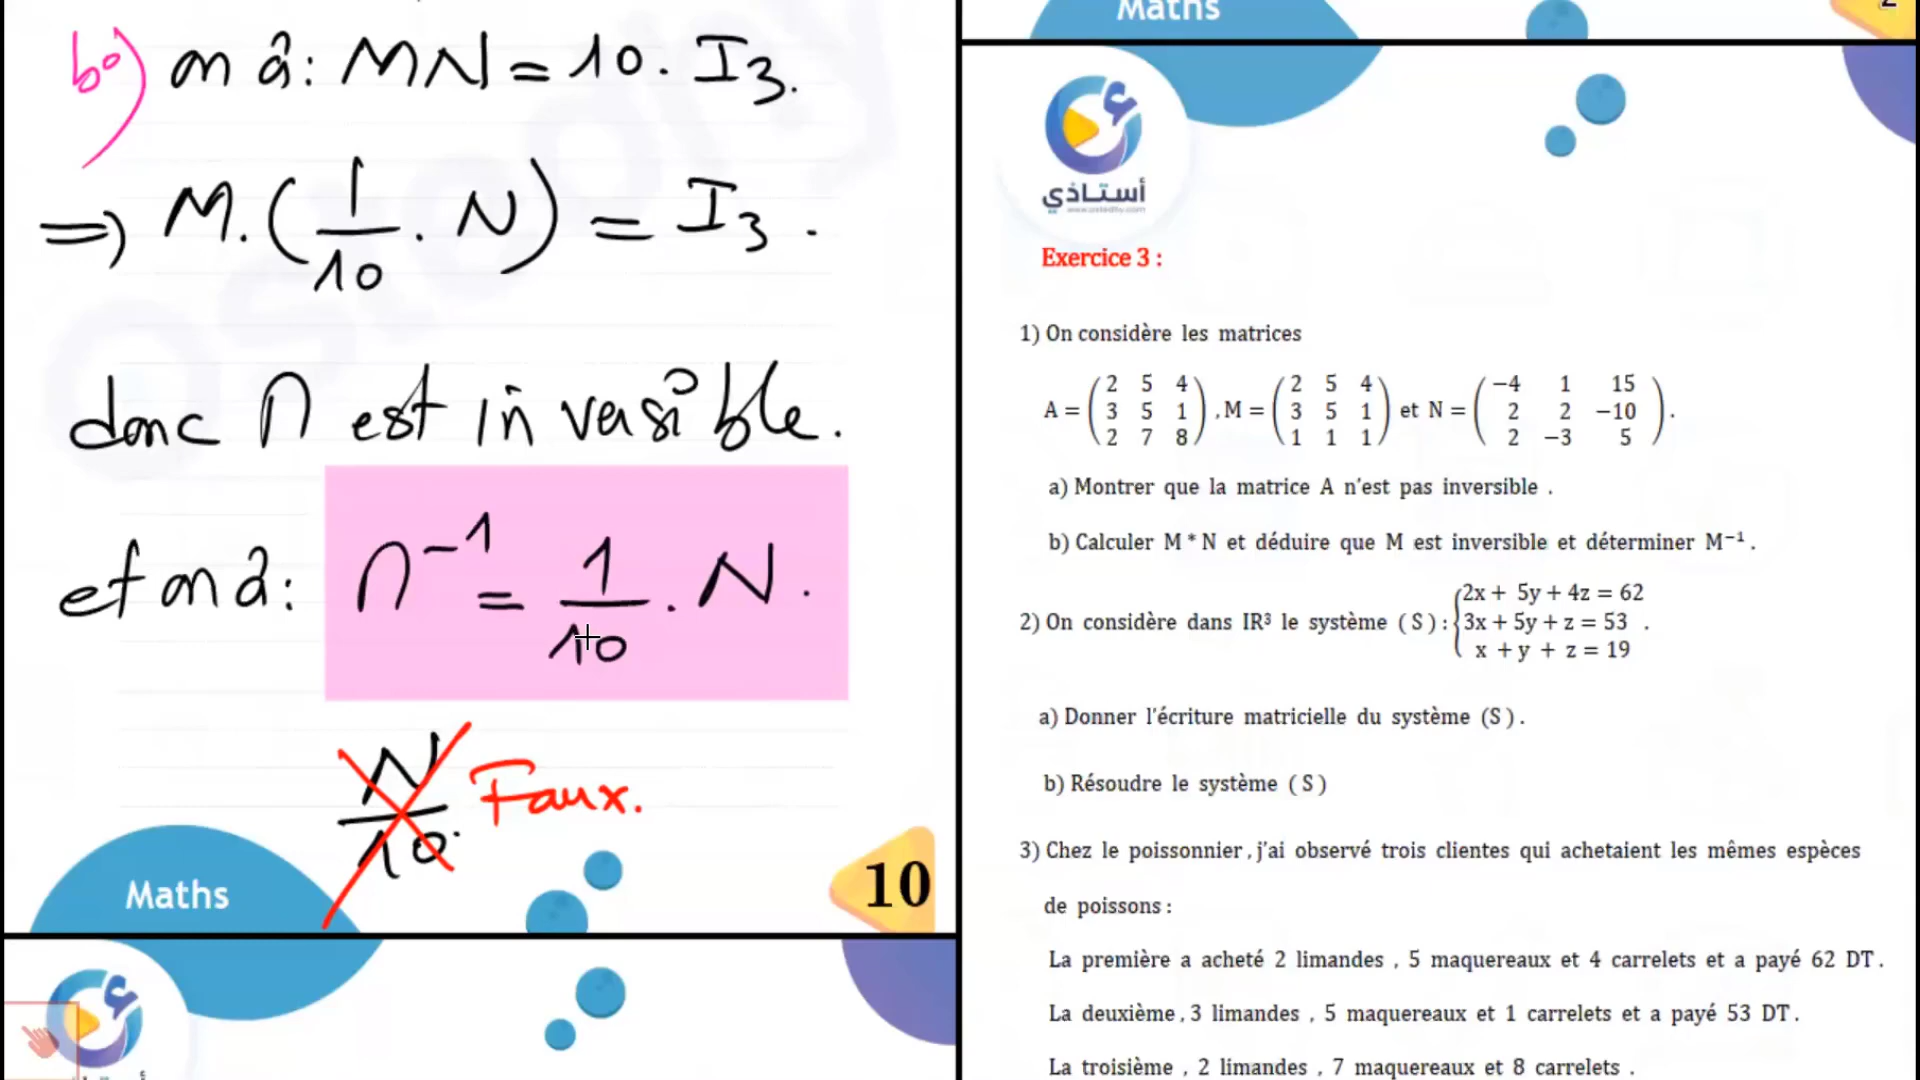 b°) on â: MN = 10. I3.
=> M.(1/10 . N) = I3.
donc M est inversible.
et on â: M^-1 = 1/10 . N.
N/10. Faux.
Maths
10
Maths
2
أستاذي
www.ostedhy.com
Exercice 3 :
1) On considère les matrices
A = ( 2 5 4 ) , M = ( 2 5 4 ) et N = ( −4 1 15 ) .
( 3 5 1 ) ( 3 5 1 ) ( 2 2 −10 )
( 2 7 8 ) ( 1 1 1 ) ( 2 −3 5 )
a) Montrer que la matrice A n'est pas inversible .
b) Calculer M * N et déduire que M est inversible et déterminer M⁻¹ .
2) On considère dans IR³ le système ( S ) :
2x + 5y + 4z = 62
3x + 5y + z = 53 .
x + y + z = 19
a) Donner l'écriture matricielle du système (S ) .
b) Résoudre le système ( S )
3) Chez le poissonnier , j'ai observé trois clientes qui achetaient les mêmes espèces
de poissons :
La première a acheté 2 limandes , 5 maquereaux et 4 carrelets et a payé 62 DT .
La deuxième , 3 limandes , 5 maquereaux et 1 carrelets et a payé 53 DT .
La troisième , 2 limandes , 7 maquereaux et 8 carrelets .